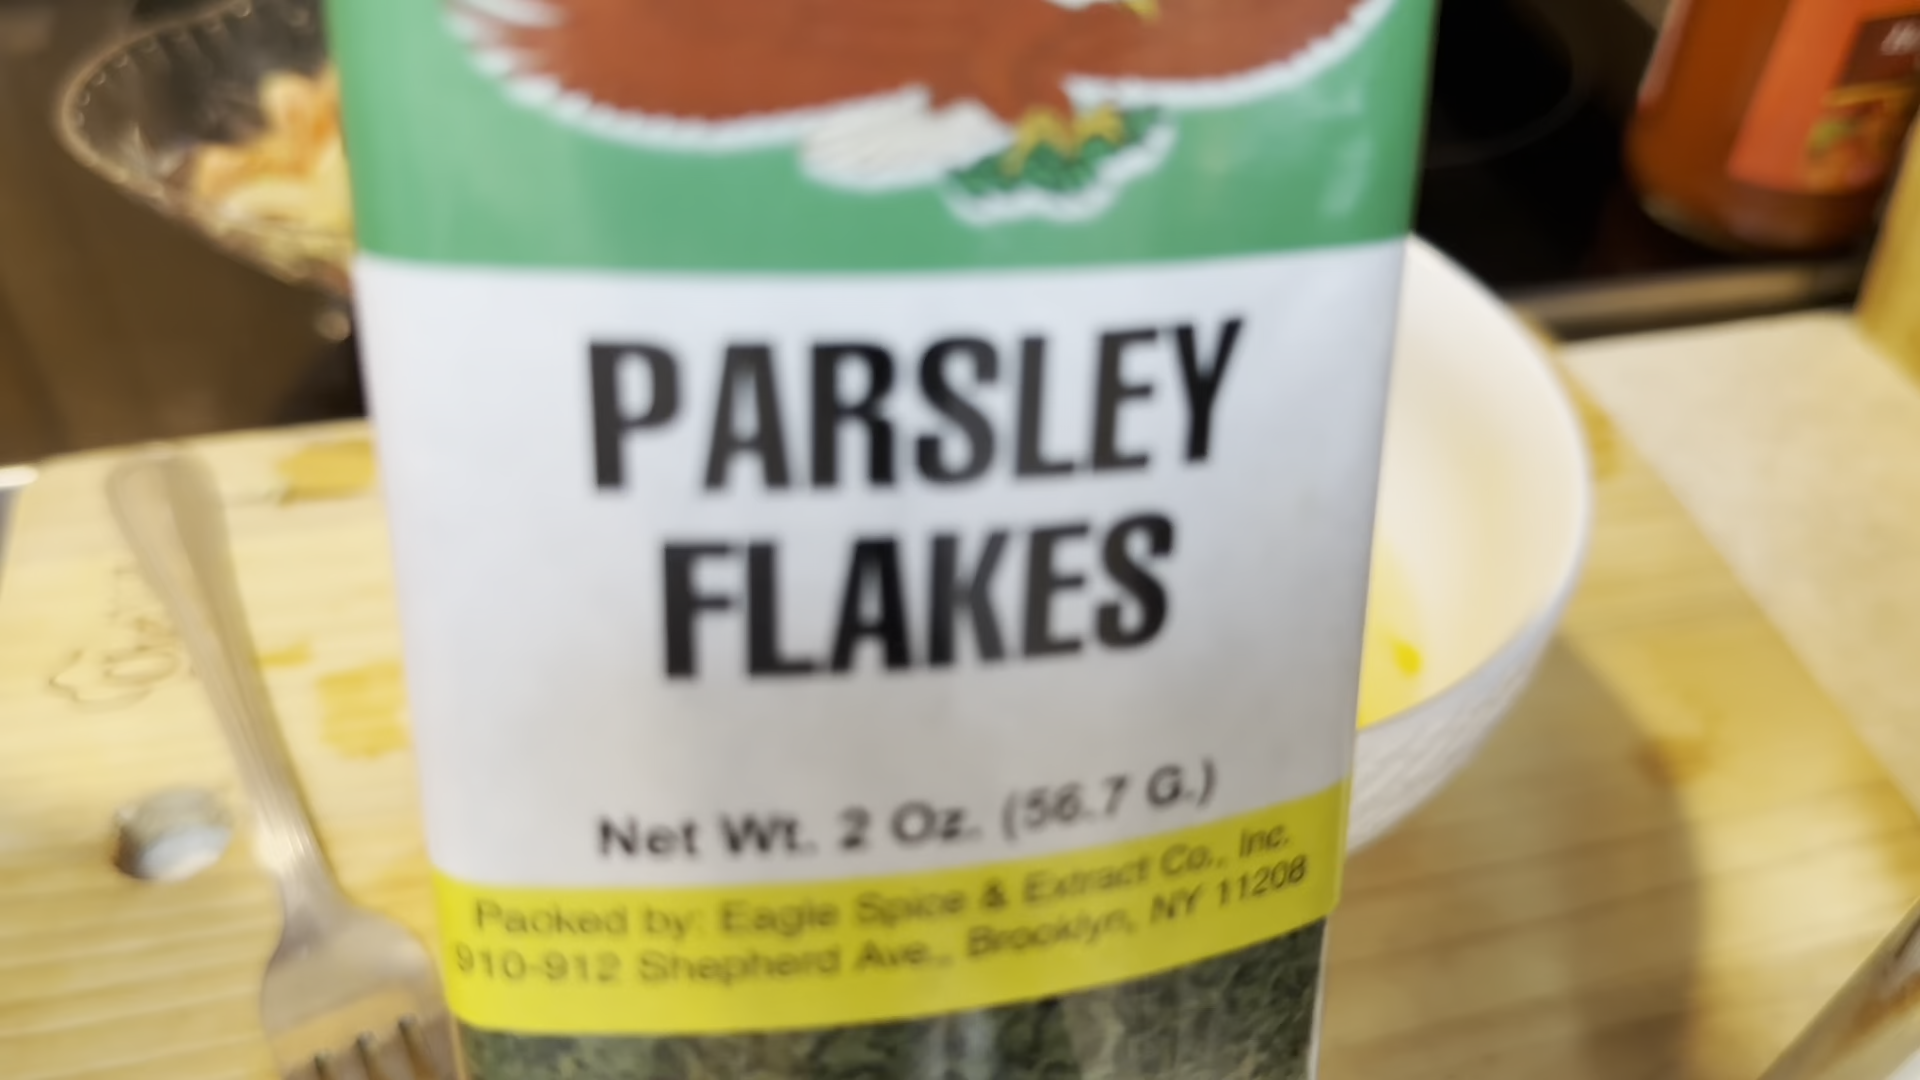 PARSLEY
FLAKES
Net Wt. 2 Oz. (56.7 G.)
Packed by: Eagle Spice & Extract Co., Inc.
910-912 Shepherd Ave., Brooklyn, NY 11208